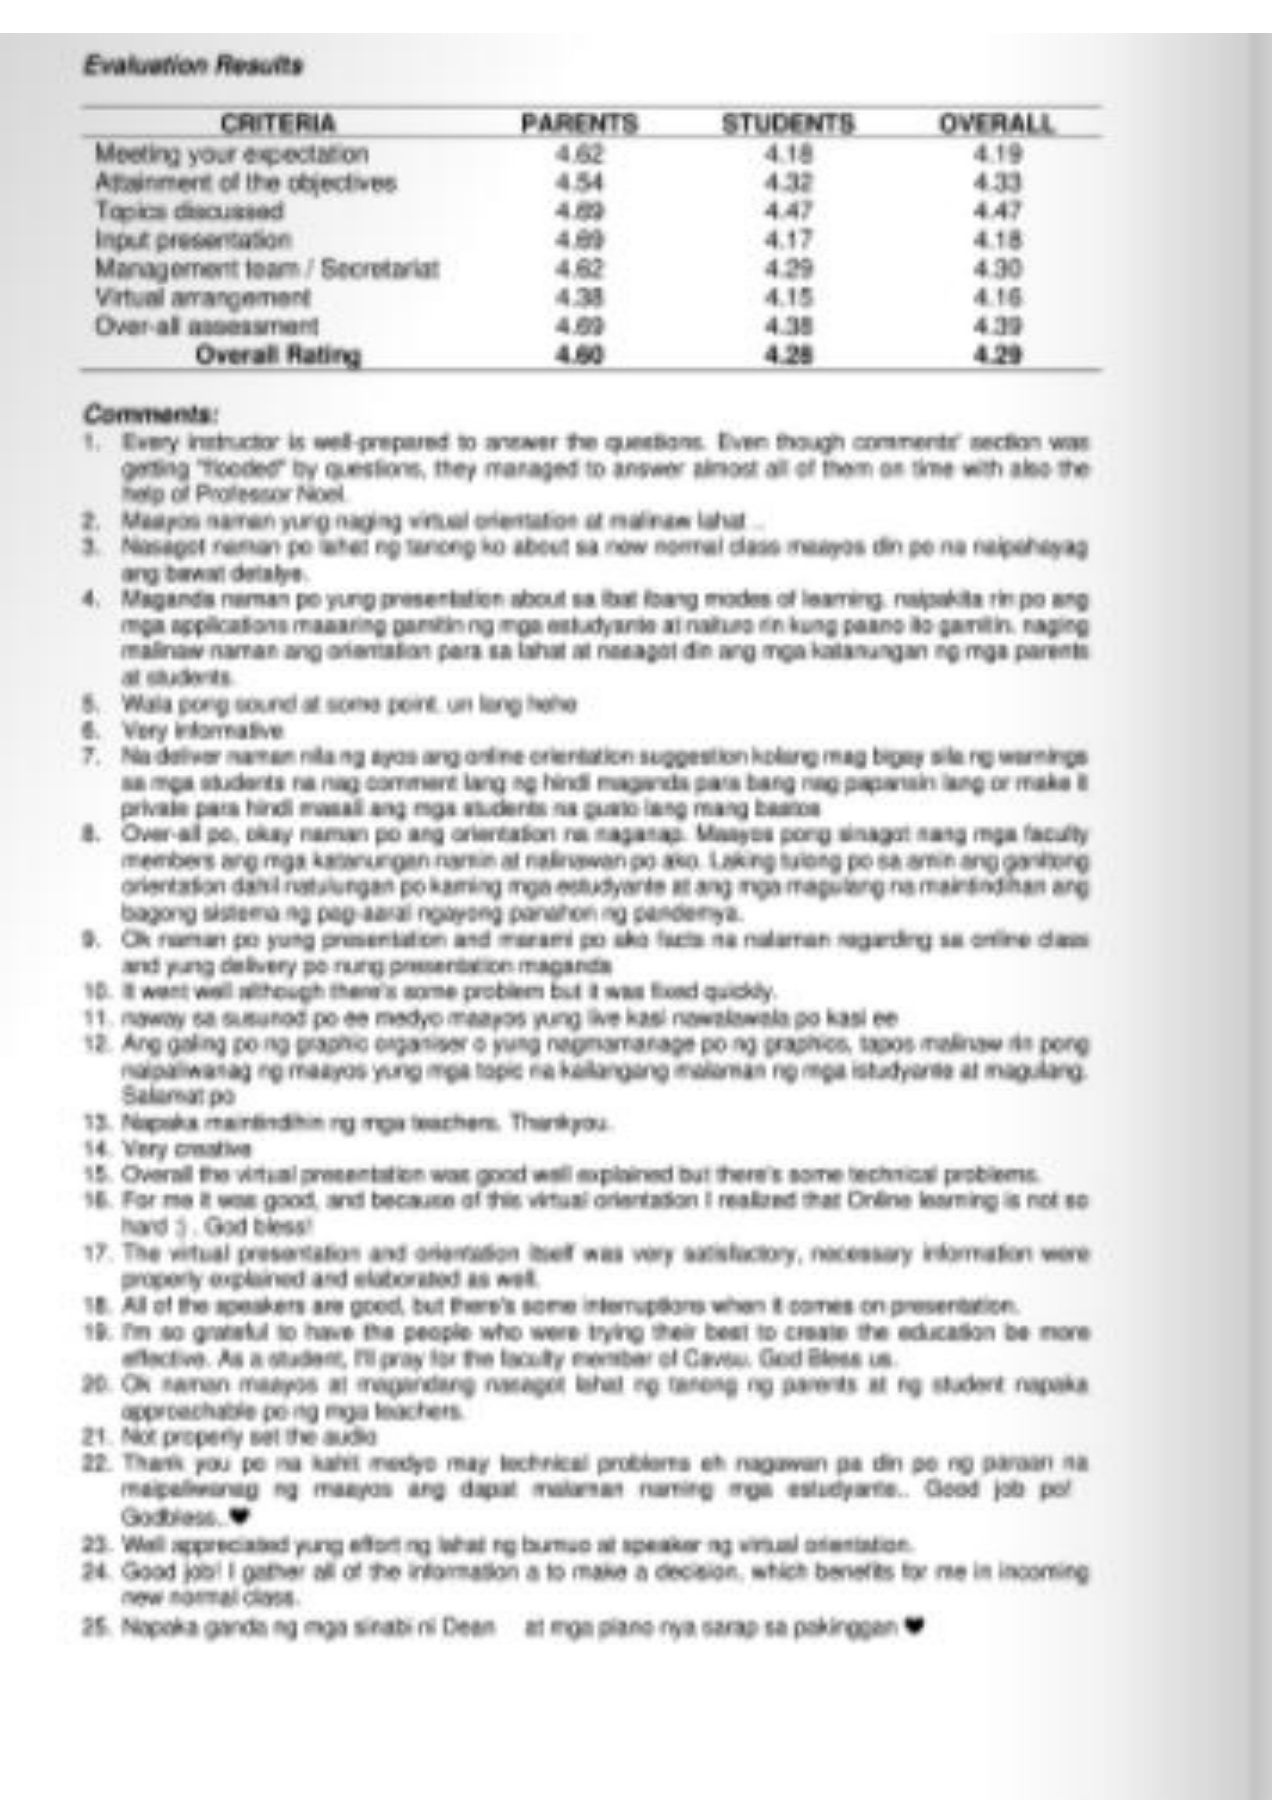 Evaluation Results
CRITERIA PARENTS STUDENTS OVERALL
Meeting your expectation 4.62 4.18 4.19
Attainment of the objectives 4.54 4.32 4.33
Topics discussed 4.69 4.47 4.47
Input presentation 4.69 4.17 4.18
Management team / Secretariat 4.62 4.29 4.30
Virtual arrangement 4.38 4.15 4.16
Over-all assessment 4.69 4.38 4.39
Overall Rating 4.60 4.28 4.29
Comments:
1. Every instructor is well-prepared to answer the questions. Even though comments' section was
getting "flooded" by questions, they managed to answer almost all of them on time with also the
help of Professor Noel.
2. Maayos naman yung naging virtual orientation at malinaw lahat ..
3. Nasagot naman po lahat ng tanong ko about sa new normal class maayos din po na naipahayag
ang bawat detalye.
4. Maganda naman po yung presentation about sa ibat ibang modes of learning. naipakita rin po ang
mga applications maaaring gamitin ng mga estudyante at naituro rin kung paano ito gamitin. naging
malinaw naman ang orientation para sa lahat at nasagot din ang mga katanungan ng mga parents
at students.
5. Wala pong sound at some point. un lang hehe
6. Very informative
7. Na deliver naman nila ng ayos ang online orientation suggestion kolang mag bigay sila ng warnings
sa mga students na nag comment lang ng hindi maganda para bang nag papansin lang or make it
private para hindi masali ang mga students na gusto lang mang bastos
8. Over-all po, okay naman po ang orientation na naganap. Maayos pong sinagot nang mga faculty
members ang mga katanungan namin at nalinawan po ako. Laking tulong po sa amin ang ganitong
orientation dahil natulungan po kaming mga estudyante at ang mga magulang na maintindihan ang
bagong sistema ng pag-aaral ngayong panahon ng pandemya.
9. Ok naman po yung presentation and marami po ako facts na nalaman regarding sa online class
and yung delivery po nung presentation maganda
10. It went well although there's some problem but it was fixed quickly.
11. naway sa susunod po ee medyo maayos yung live kasi nawalawala po kasi ee
12. Ang galing po ng graphic organiser o yung nagmamanage po ng graphics, tapos malinaw rin pong
naipaliwanag ng maayos yung mga topic na kailangang malaman ng mga istudyante at magulang.
Salamat po
13. Napaka maintindihin ng mga teachers. Thankyou.
14. Very creative
15. Overall the virtual presentation was good well explained but there's some technical problems.
16. For me it was good, and because of this virtual orientation I realized that Online learning is not so
hard :) . God bless!
17. The virtual presentation and orientation itself was very satisfactory, necessary information were
properly explained and elaborated as well.
18. All of the speakers are good, but there's some interruptions when it comes on presentation.
19. I'm so grateful to have the people who were trying their best to create the education be more
effective. As a student, I'll pray for the faculty member of Cavsu. God Bless us.
20. Ok naman maayos at magandang nasagot lahat ng tanong ng parents at ng student napaka
approachable po ng mga teachers.
21. Not properly set the audio
22. Thank you po na kahit medyo may technical problems eh nagawan pa din po ng paraan na
maipaliwanag ng maayos ang dapat malaman naming mga estudyante.. Good job po!
Godbless..♥
23. Well appreciated yung effort ng lahat ng bumuo at speaker ng virtual orientation.
24. Good job! I gather all of the information a to make a decision, which benefits for me in incoming
new normal class.
25. Napaka ganda ng mga sinabi ni Dean at mga plano nya sarap sa pakinggan ♥